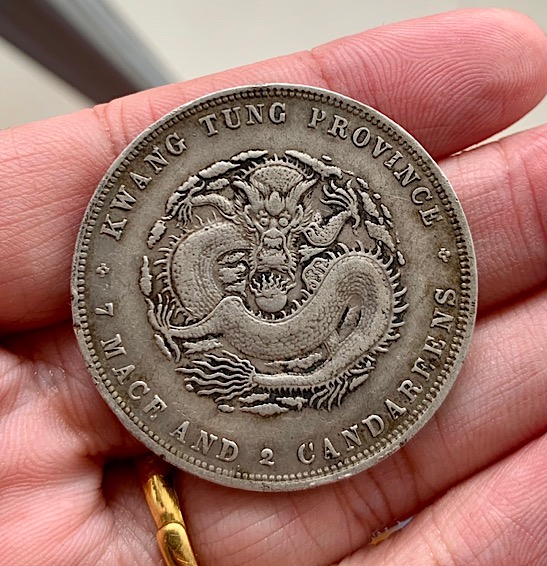 KWANG TUNG PROVINCE
7 MACE AND 2 CANDAREENS